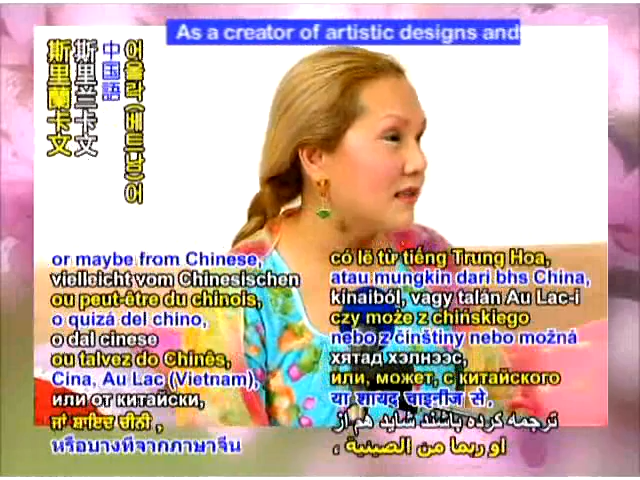 As a creator of artistic designs and
斯里蘭卡文
斯里兰卡文
中国語
어울락 (베트남)어
or maybe from Chinese,
vielleicht vom Chinesischen
ou peut-être du chinois,
o quizá del chino,
o dal cinese
ou talvez do Chinês,
Cina, Au Lac (Vietnam),
или от китайски,
ਜਾਂ ਸ਼ਾਇਦ ਚੀਨੀ ,
หรือบางทีจากภาษาจีน
có lẽ từ tiếng Trung Hoa,
atau mungkin dari bhs China,
kínaiból, vagy talán Au Lac-i
czy może z chińskiego
nebo z čínštiny nebo možná
хятад хэлнээс,
или, может, с китайского
या शायद चाइनीज से,
ترجمه کرده باشند شاید هم از
او ربما من الصينية ،